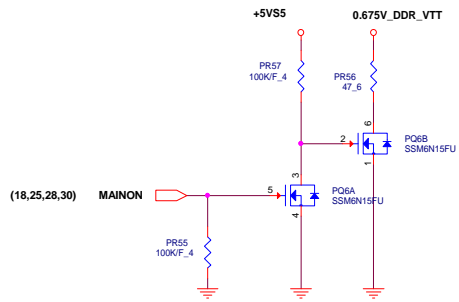 +5VS5
0.675V_DDR_VTT
PR57
100K/F_4
PR56
47_6
6
2
PQ6B
SSM6N15FU
1
3
(18,25,28,30)
MAINON
5
PQ6A
SSM6N15FU
4
PR55
100K/F_4